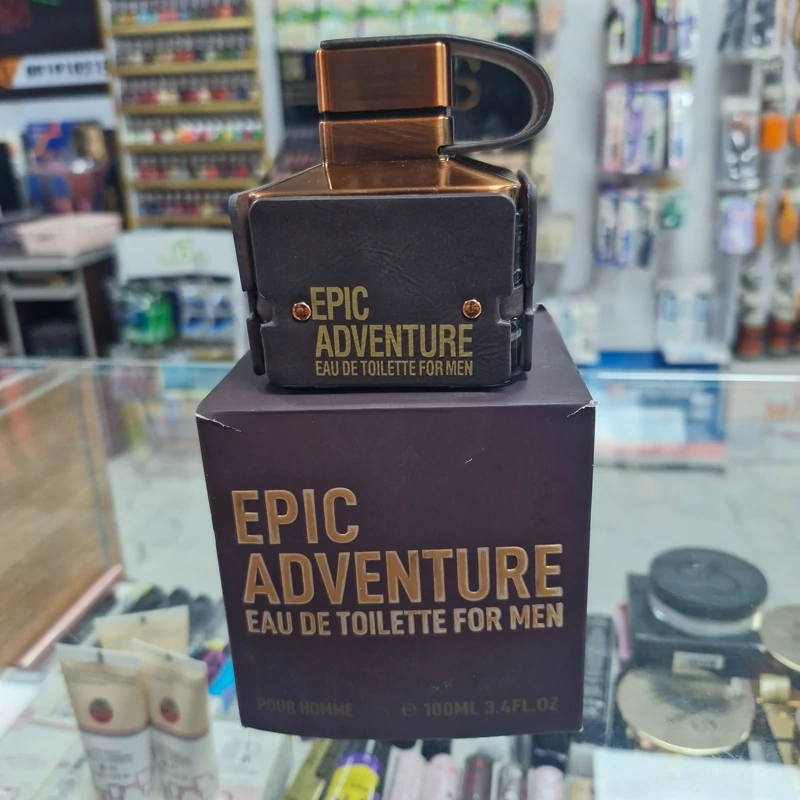 EPIC
ADVENTURE
EAU DE TOILETTE FOR MEN
EPIC
ADVENTURE
EAU DE TOILETTE FOR MEN
POUR HOMME
℮ 100ML 3.4FL.OZ